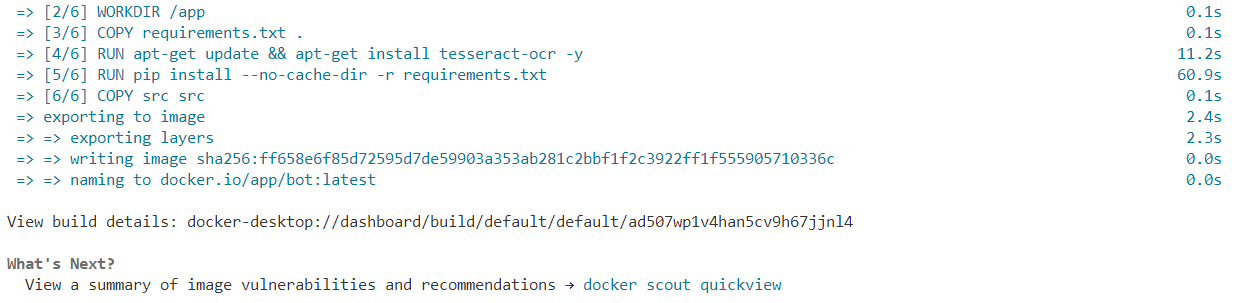 => [2/6] WORKDIR /app 0.1s
=> [3/6] COPY requirements.txt . 0.1s
=> [4/6] RUN apt-get update && apt-get install tesseract-ocr -y 11.2s
=> [5/6] RUN pip install --no-cache-dir -r requirements.txt 60.9s
=> [6/6] COPY src src 0.1s
=> exporting to image 2.4s
=> => exporting layers 2.3s
=> => writing image sha256:ff658e6f85d72595d7de59903a353ab281c2bbf1f2c3922ff1f555905710336c 0.0s
=> => naming to docker.io/app/bot:latest 0.0s
View build details: docker-desktop://dashboard/build/default/default/ad507wp1v4han5cv9h67jjnl4
What's Next?
View a summary of image vulnerabilities and recommendations → docker scout quickview